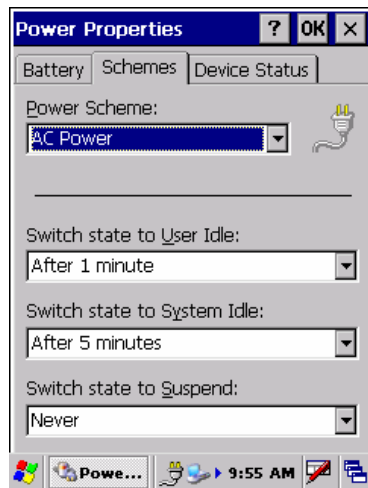 Power Properties ? OK ×
Battery Schemes Device Status
Power Scheme:
AC Power
Switch state to User Idle:
After 1 minute
Switch state to System Idle:
After 5 minutes
Switch state to Suspend:
Never
Powe... 9:55 AM